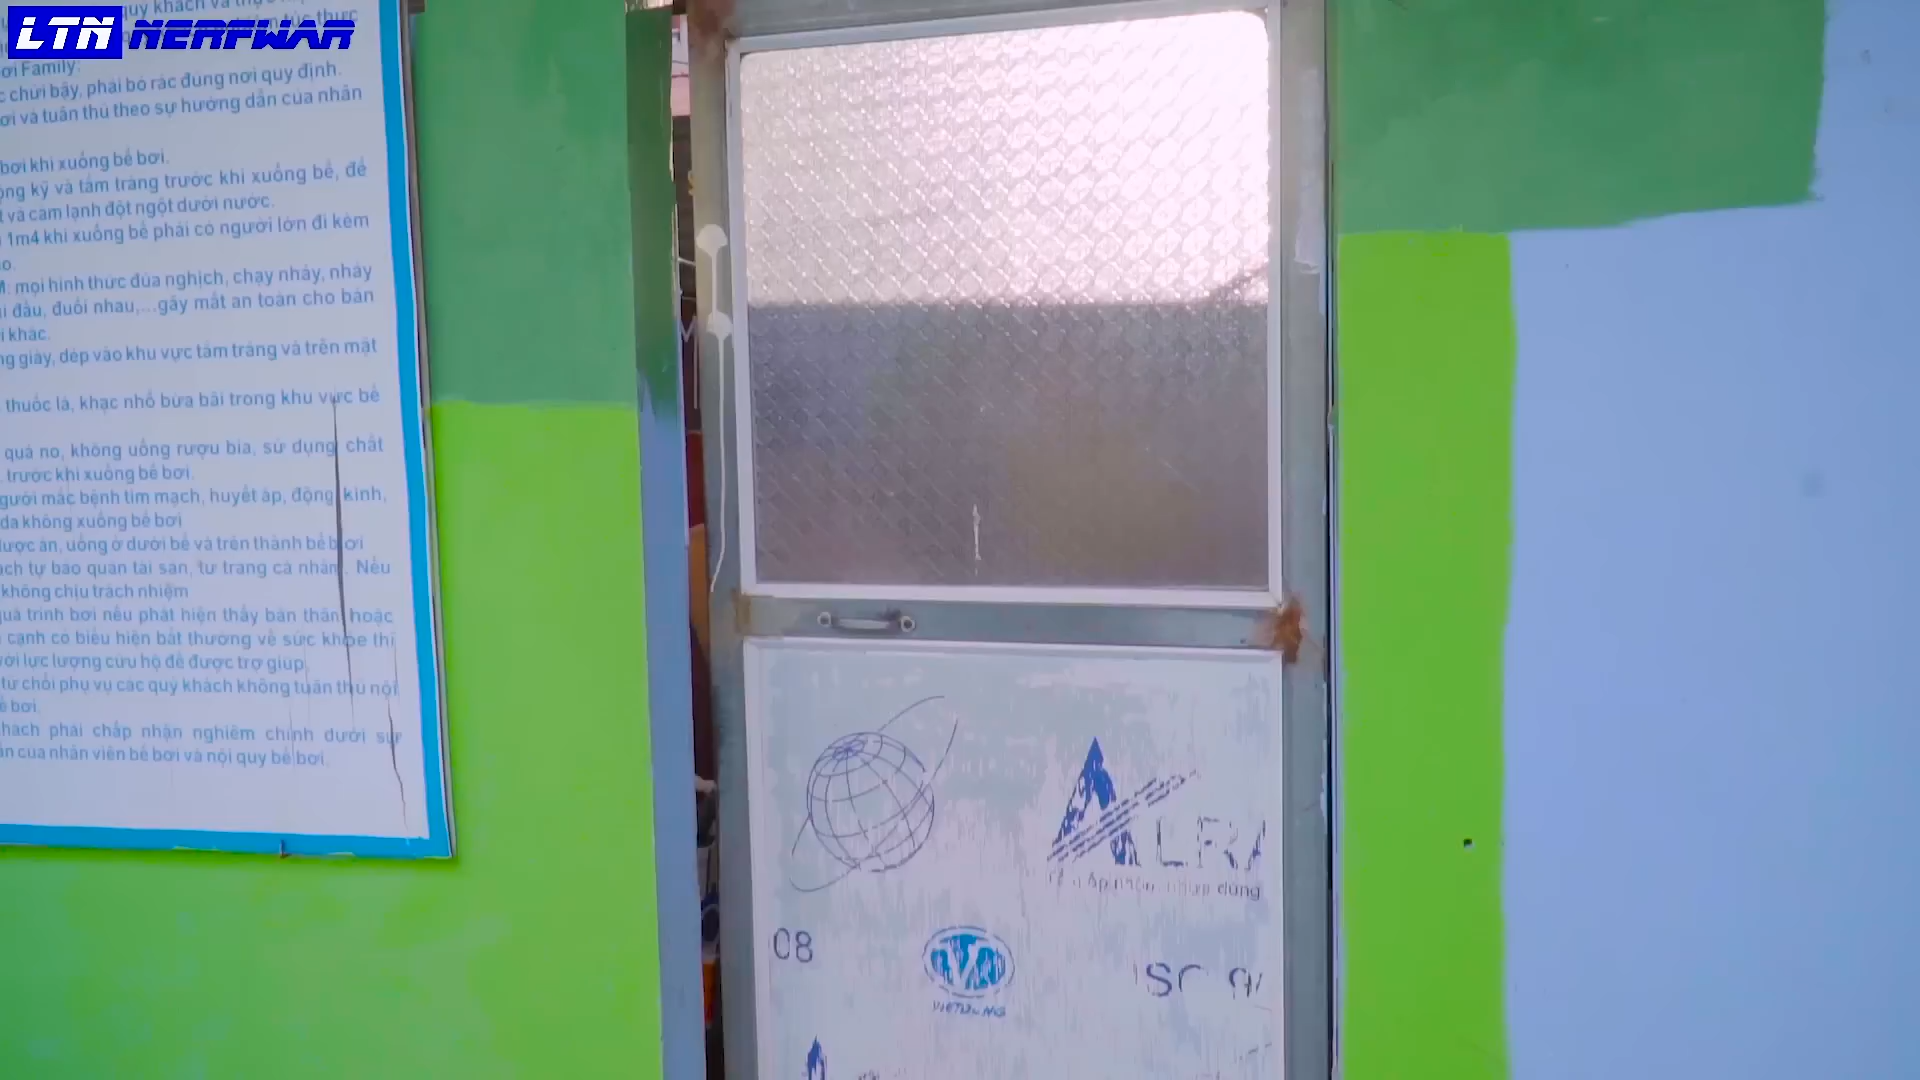 LTN NERFWAR
quy khách và
ơi Family:
chửi bậy, phải bỏ rác đúng nơi quy định.
và tuân thủ theo sự hướng dẫn của nhân
bơi khi xuống bể bơi.
kỹ và tắm tráng trước khi xuống bể, để
và cảm lạnh đột ngột dưới nước.
1m4 khi xuống bể phải có người lớn đi kèm
mọi hình thức đùa nghịch, chạy nhảy, nhảy
đầu, đuổi nhau,...gây mất an toàn cho bản
khác.
giày, dép vào khu vực tắm tráng và trên mặt
thuốc lá, khạc nhổ bừa bãi trong khu vực bể
quá no, không uống rượu bia, sử dụng chất
trước khi xuống bể bơi.
gười mắc bệnh tim mạch, huyết áp, động kinh,
da không xuống bể bơi
được ăn, uống ở dưới bể và trên thành bể bơi
ách tự bảo quản tài sản, tư trang cá nhân. Nếu
không chịu trách nhiệm
quá trình bơi nếu phát hiện thấy bản thân hoặc
cạnh có biểu hiện bất thường về sức khỏe thì
với lực lượng cứu hộ để được trợ giúp
từ chối phụ vụ các quý khách không tuân thủ nội
bơi.
hách phải chấp nhận nghiêm chỉnh dưới sự
của nhân viên bể bơi và nội quy bể bơi.
ALRA
dùng
08